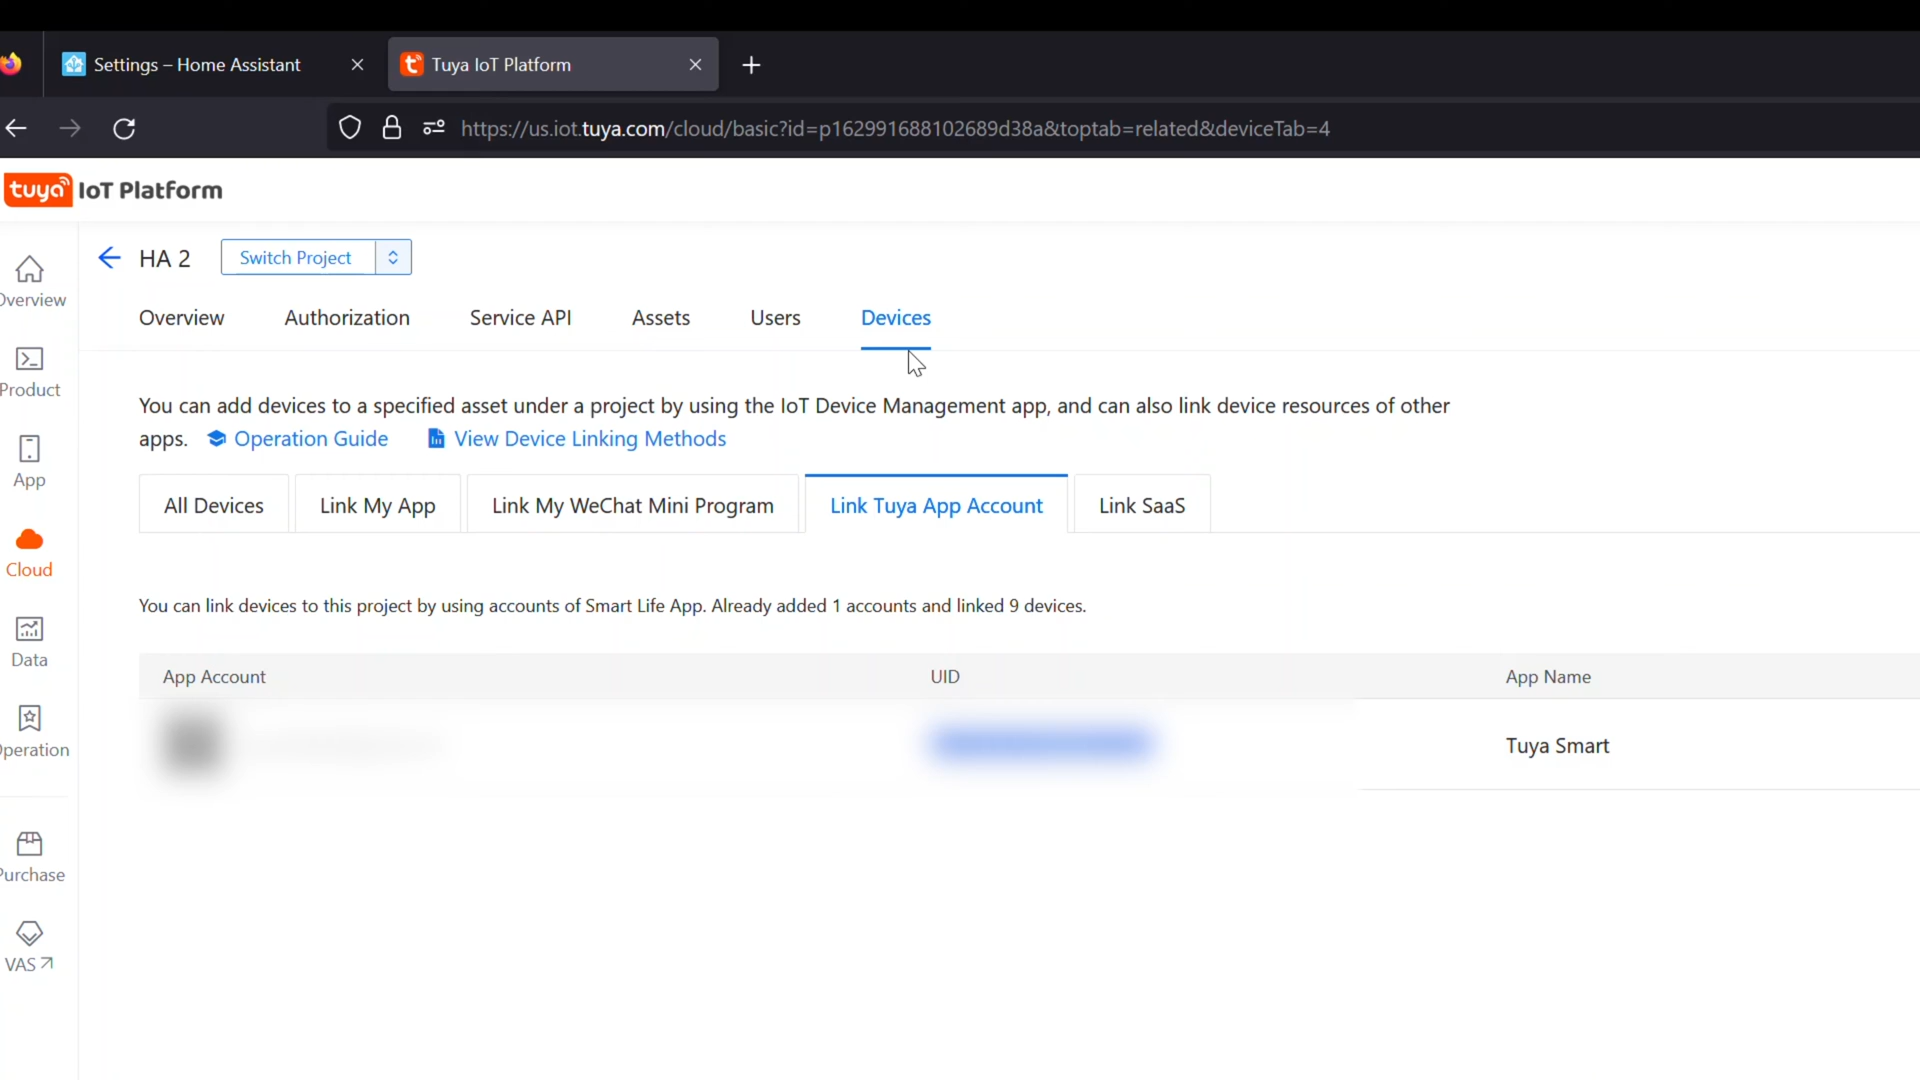 Settings – Home Assistant
Tuya IoT Platform
https://us.iot.tuya.com/cloud/basic?id=p162991688102689d38a&toptab=related&deviceTab=4
tuya IoT Platform
HA 2
Switch Project
Overview
Product
App
Cloud
Data
Operation
Purchase
VAS
Overview
Authorization
Service API
Assets
Users
Devices
You can add devices to a specified asset under a project by using the IoT Device Management app, and can also link device resources of other
apps. Operation Guide View Device Linking Methods
All Devices
Link My App
Link My WeChat Mini Program
Link Tuya App Account
Link SaaS
You can link devices to this project by using accounts of Smart Life App. Already added 1 accounts and linked 9 devices.
App Account
UID
App Name
Tuya Smart